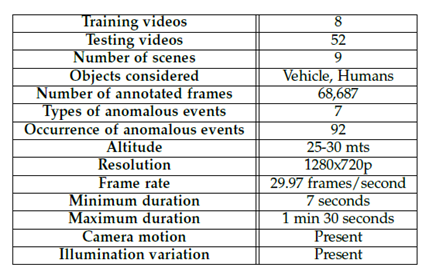 Training videos 8
Testing videos 52
Number of scenes 9
Objects considered Vehicle, Humans
Number of annotated frames 68,687
Types of anomalous events 7
Occurrence of anomalous events 92
Altitude 25-30 mts
Resolution 1280x720p
Frame rate 29.97 frames/second
Minimum duration 7 seconds
Maximum duration 1 min 30 seconds
Camera motion Present
Illumination variation Present